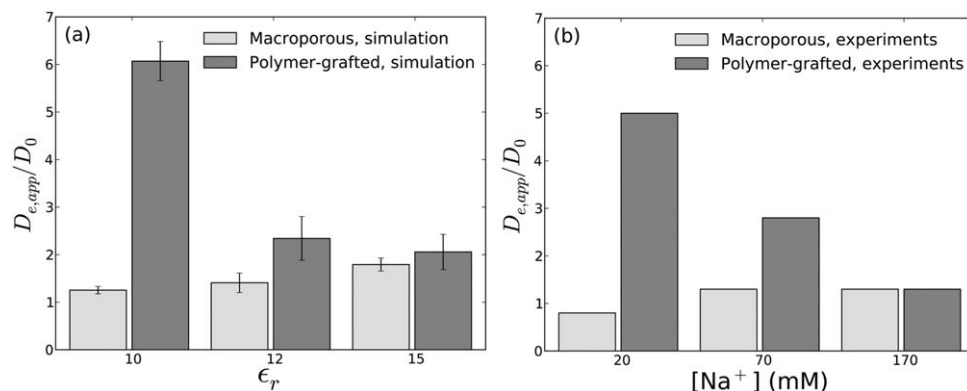 (a)
Macroporous, simulation
Polymer-grafted, simulation
7
6
5
4
3
2
1
0
D_{e,app}/D_0
10 12 15
ϵ_r
(b)
Macroporous, experiments
Polymer-grafted, experiments
7
6
5
4
3
2
1
0
D_{e,app}/D_0
20 70 170
[Na⁺] (mM)